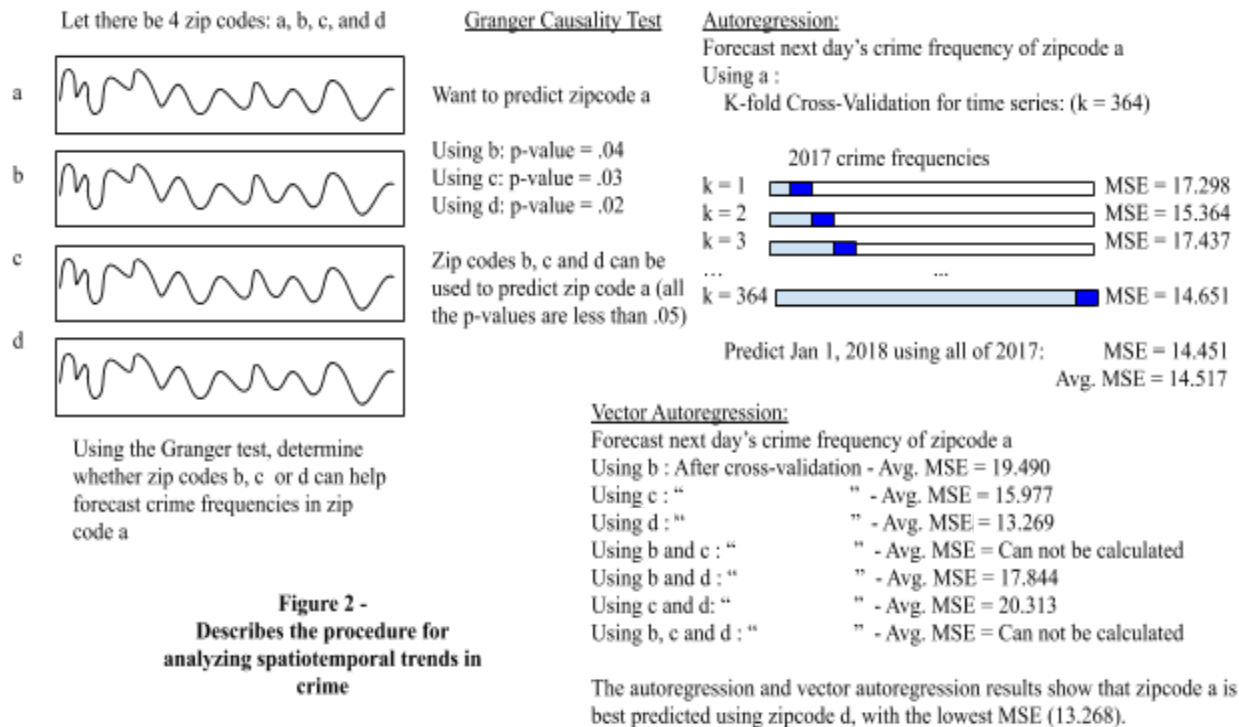 Let there be 4 zip codes: a, b, c, and d
a
b
c
d
Using the Granger test, determine
whether zip codes b, c or d can help
forecast crime frequencies in zip
code a
Granger Causality Test
Want to predict zipcode a
Using b: p-value = .04
Using c: p-value = .03
Using d: p-value = .02
Zip codes b, c and d can be
used to predict zip code a (all
the p-values are less than .05)
Autoregression:
Forecast next day's crime frequency of zipcode a
Using a :
K-fold Cross-Validation for time series: (k = 364)
2017 crime frequencies
k = 1 MSE = 17.298
k = 2 MSE = 15.364
k = 3 MSE = 17.437
... ...
k = 364 MSE = 14.651
Predict Jan 1, 2018 using all of 2017: MSE = 14.451
Avg. MSE = 14.517
Vector Autoregression:
Forecast next day's crime frequency of zipcode a
Using b : After cross-validation - Avg. MSE = 19.490
Using c : “ ” - Avg. MSE = 15.977
Using d : “ ” - Avg. MSE = 13.269
Using b and c : “ ” - Avg. MSE = Can not be calculated
Using b and d : “ ” - Avg. MSE = 17.844
Using c and d: “ ” - Avg. MSE = 20.313
Using b, c and d : “ ” - Avg. MSE = Can not be calculated
The autoregression and vector autoregression results show that zipcode a is
best predicted using zipcode d, with the lowest MSE (13.268).
Figure 2 -
Describes the procedure for
analyzing spatiotemporal trends in
crime